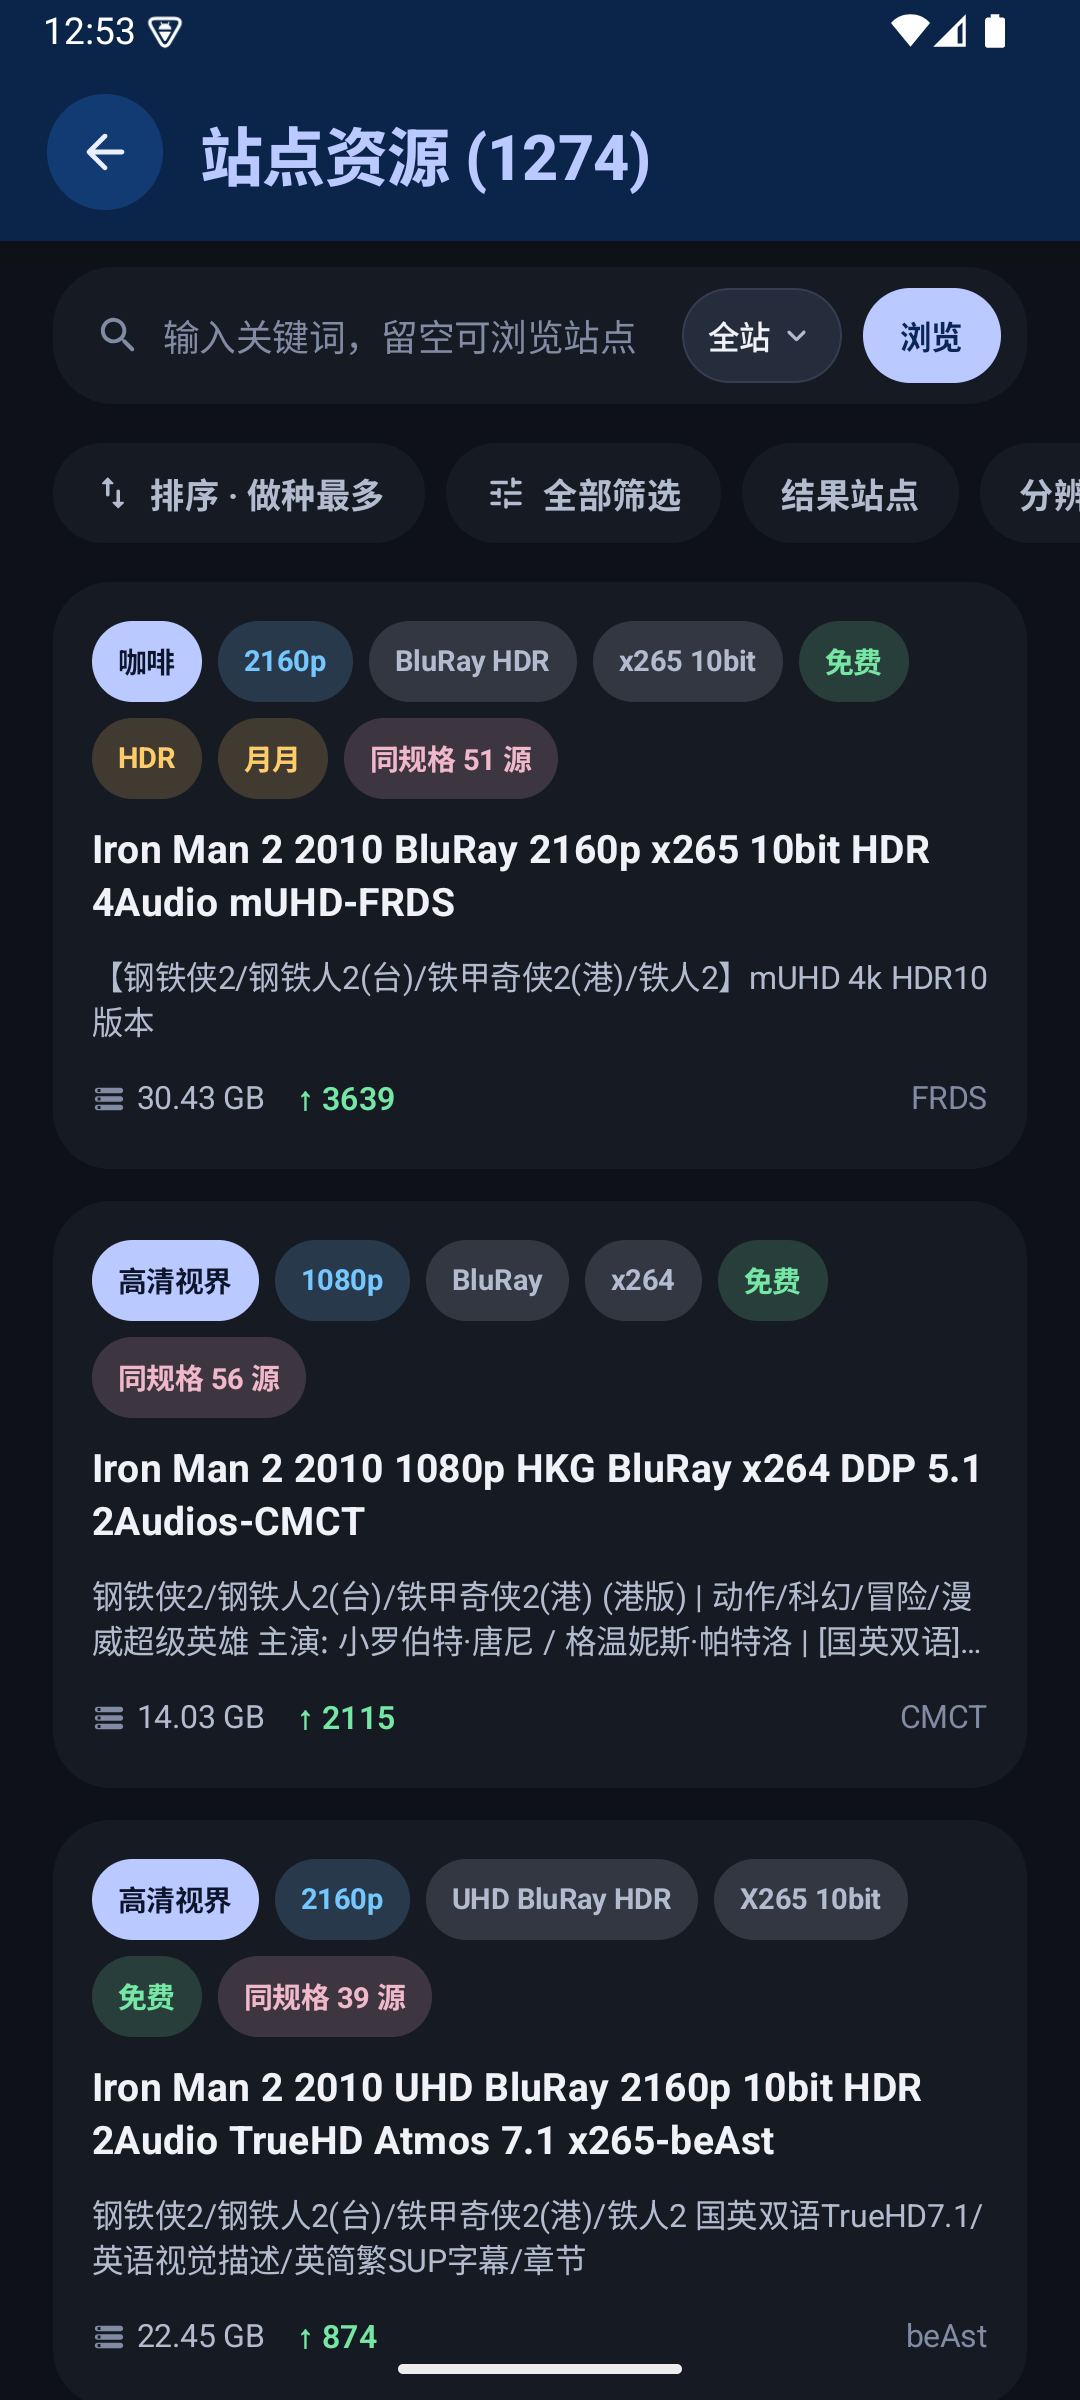 12:53
站点资源 (1274)
输入关键词，留空可浏览站点
全站
浏览
排序 · 做种最多
全部筛选
结果站点
分辨
咖啡
2160p
BluRay HDR
x265 10bit
免费
HDR
月月
同规格 51 源
Iron Man 2 2010 BluRay 2160p x265 10bit HDR
4Audio mUHD-FRDS
【钢铁侠2/钢铁人2(台)/铁甲奇侠2(港)/铁人2】mUHD 4k HDR10
版本
30.43 GB
↑ 3639
FRDS
高清视界
1080p
BluRay
x264
免费
同规格 56 源
Iron Man 2 2010 1080p HKG BluRay x264 DDP 5.1
2Audios-CMCT
钢铁侠2/钢铁人2(台)/铁甲奇侠2(港) (港版) | 动作/科幻/冒险/漫
威超级英雄 主演: 小罗伯特·唐尼 / 格温妮斯·帕特洛 | [国英双语]...
14.03 GB
↑ 2115
CMCT
高清视界
2160p
UHD BluRay HDR
X265 10bit
免费
同规格 39 源
Iron Man 2 2010 UHD BluRay 2160p 10bit HDR
2Audio TrueHD Atmos 7.1 x265-beAst
钢铁侠2/钢铁人2(台)/铁甲奇侠2(港)/铁人2 国英双语TrueHD7.1/
英语视觉描述/英简繁SUP字幕/章节
22.45 GB
↑ 874
beAst